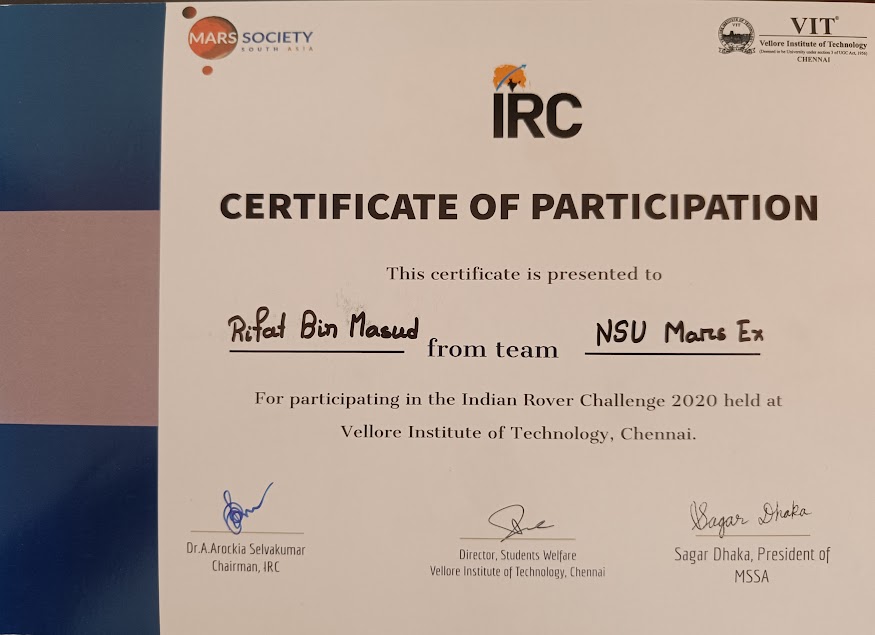 MARS SOCIETY
SOUTH ASIA
VIT
Vellore Institute of Technology
(Deemed to be University under section 3 of UGC Act, 1956)
CHENNAI
IRC
CERTIFICATE OF PARTICIPATION
This certificate is presented to
Rifat Bin Masud from team NSU Mars Ex
For participating in the Indian Rover Challenge 2020 held at
Vellore Institute of Technology, Chennai.
Sagar Dhaka
Dr.A.Arockia Selvakumar
Chairman, IRC
Director, Students Welfare
Vellore Institute of Technology, Chennai
Sagar Dhaka, President of
MSSA